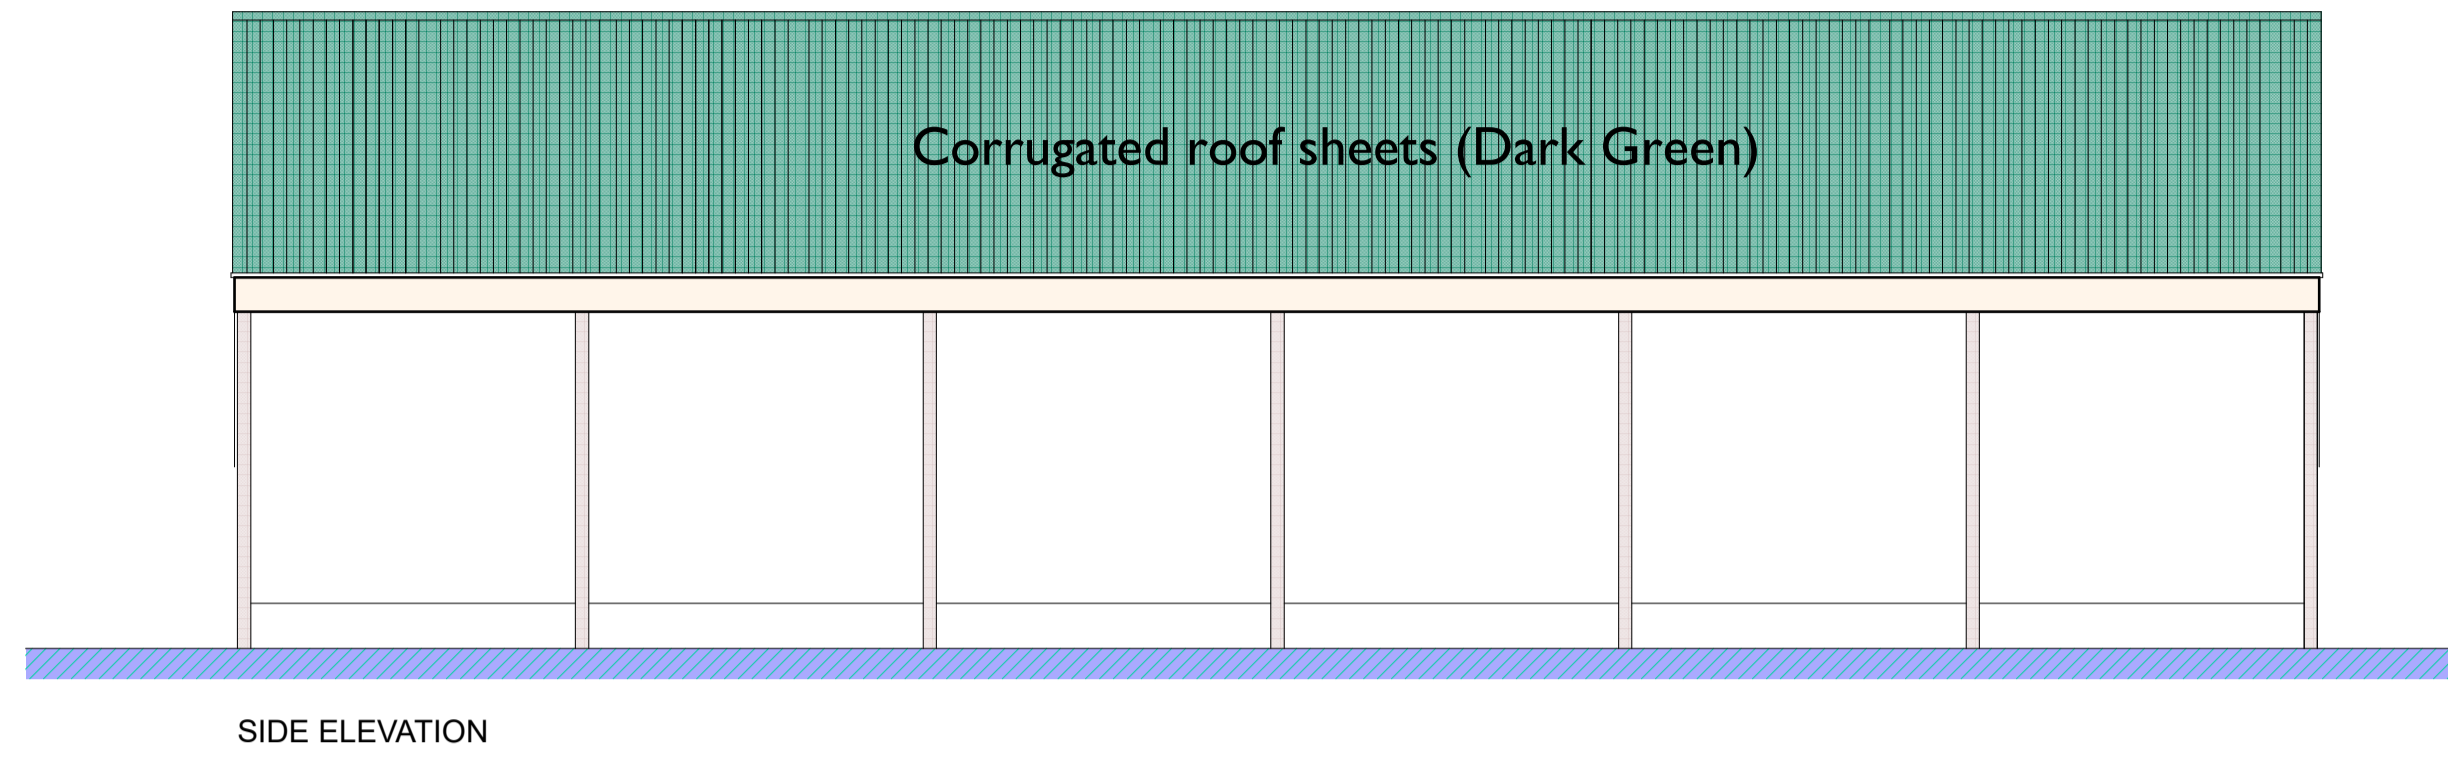 Corrugated roof sheets (Dark Green)
SIDE ELEVATION